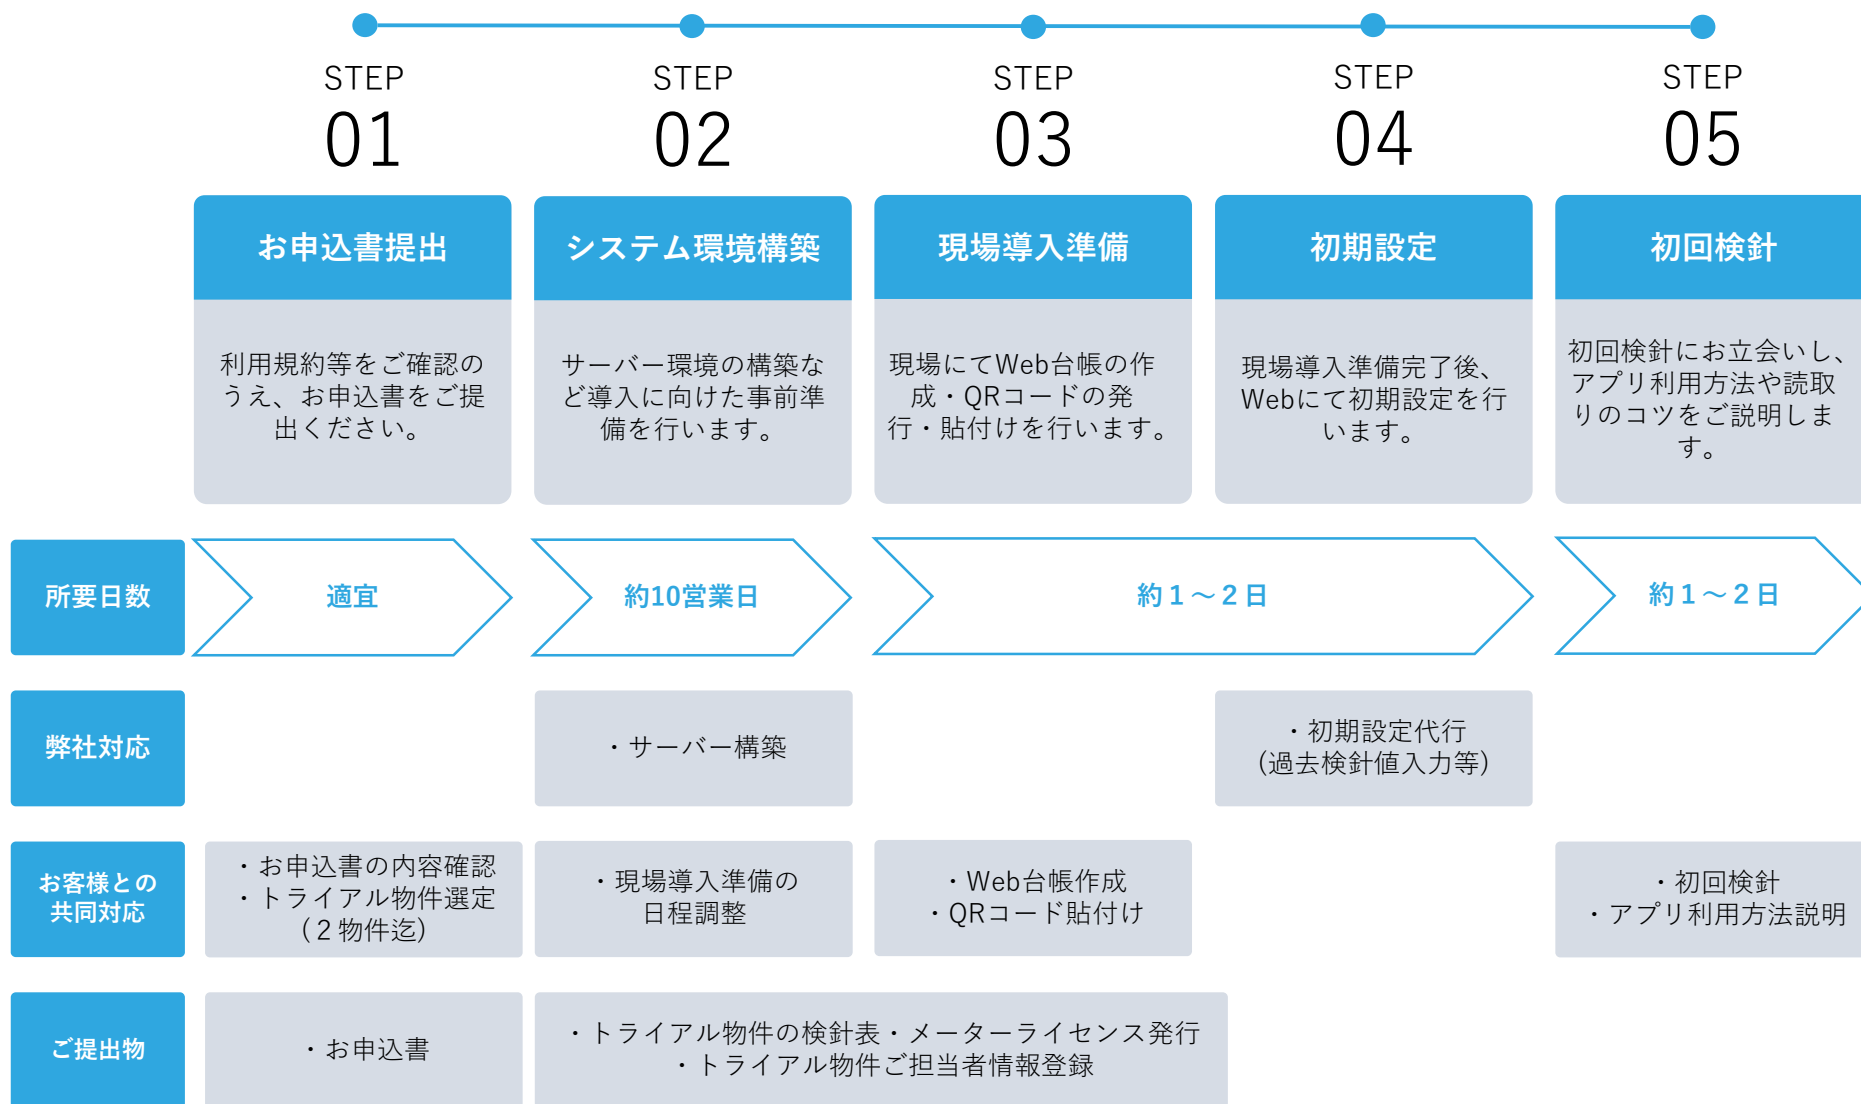 STEP
01
STEP
02
STEP
03
STEP
04
STEP
05
お申込書提出
システム環境構築
現場導入準備
初期設定
初回検針
利用規約等をご確認の
うえ、お申込書をご提
出ください。
サーバー環境の構築な
ど導入に向けた事前準
備を行います。
現場にてWeb台帳の作
成・QRコードの発
行・貼付けを行います。
現場導入準備完了後、
Webにて初期設定を行
います。
初回検針にお立会いし、
アプリ利用方法や読取
りのコツをご説明しま
す。
所要日数
適宜
約10営業日
約１～２日
約１～２日
弊社対応
・サーバー構築
・初期設定代行
(過去検針値入力等)
お客様との
共同対応
・お申込書の内容確認
・トライアル物件選定
(２物件迄)
・現場導入準備の
日程調整
・Web台帳作成
・QRコード貼付け
・初回検針
・アプリ利用方法説明
ご提出物
・お申込書
・トライアル物件の検針表・メーターライセンス発行
・トライアル物件ご担当者情報登録